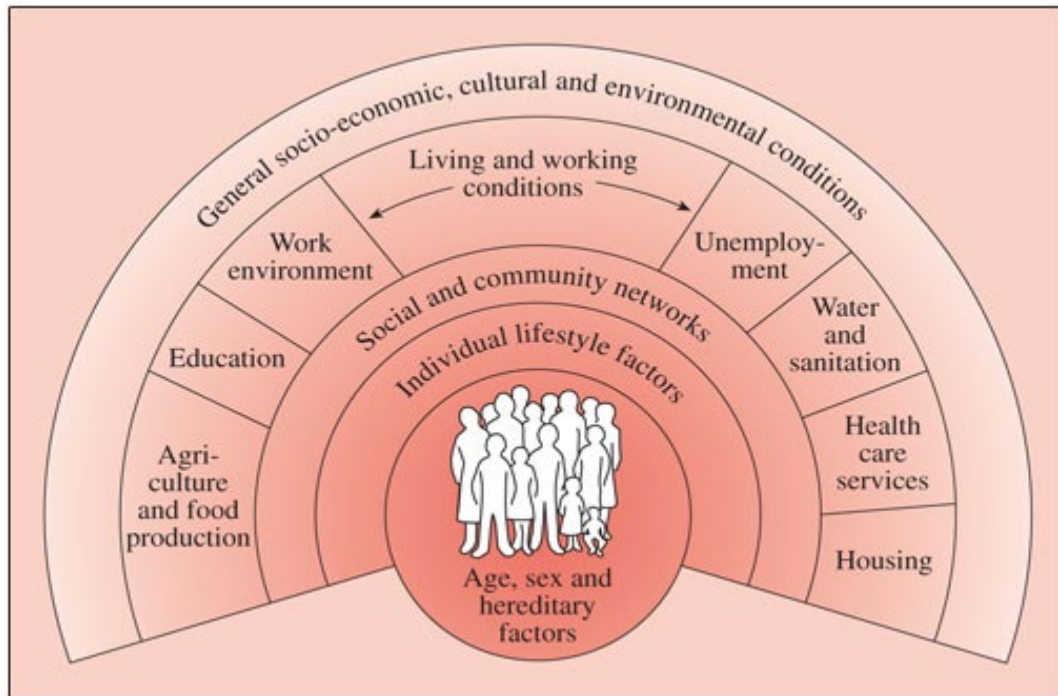 General socio-economic, cultural and environmental conditions
Living and working
conditions
Work
environment
Unemploy-
ment
Education
Water
and
sanitation
Agri-
culture
and food
production
Health
care
services
Housing
Social and community networks
Individual lifestyle factors
Age, sex and
hereditary
factors